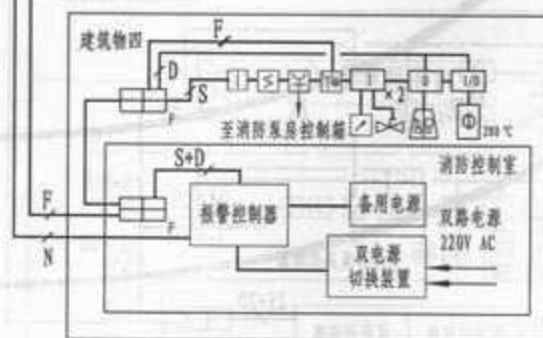 建筑物四
F
D
S
F
I
×2
O
I/O
280℃
至消防泵房控制箱
消防控制室
S+D
F
F
N
报警控制器
备用电源
双路电源
220V AC
双电源
切换装置